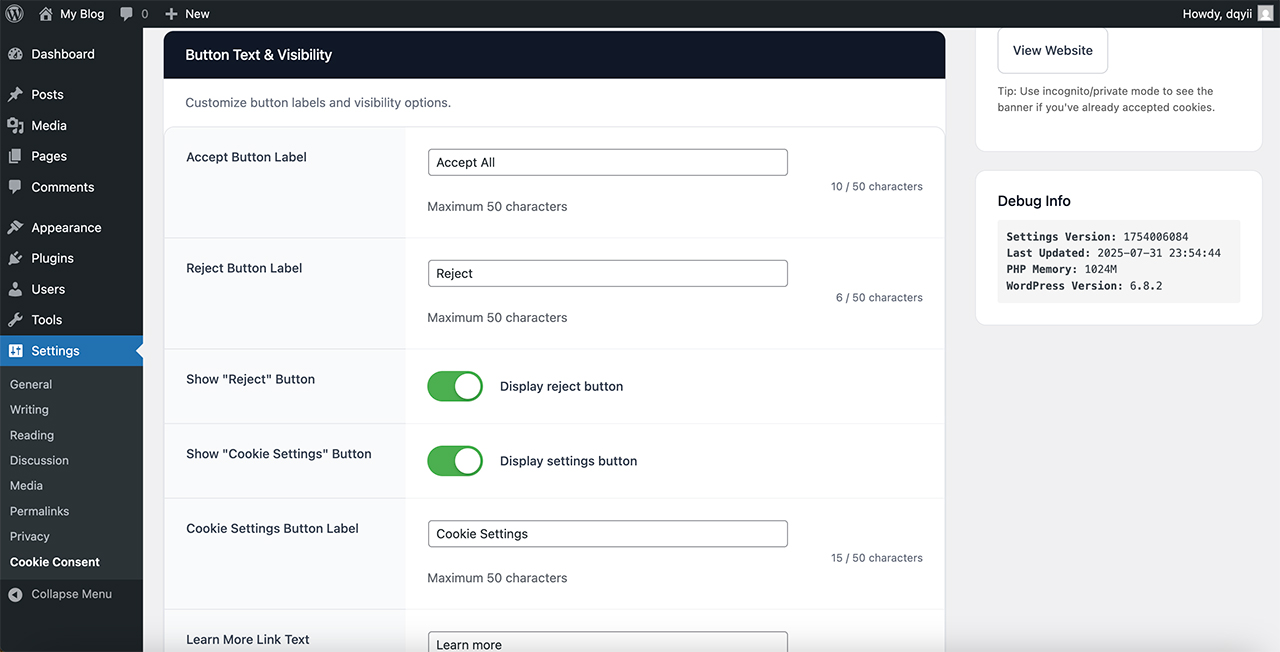 My Blog 0 New Howdy, dqyii
Dashboard
Posts
Media
Pages
Comments
Appearance
Plugins
Users
Tools
Settings
General
Writing
Reading
Discussion
Media
Permalinks
Privacy
Cookie Consent
Collapse Menu
Button Text & Visibility
Customize button labels and visibility options.
Accept Button Label
Accept All
10 / 50 characters
Maximum 50 characters
Reject Button Label
Reject
6 / 50 characters
Maximum 50 characters
Show "Reject" Button
Display reject button
Show "Cookie Settings" Button
Display settings button
Cookie Settings Button Label
Cookie Settings
15 / 50 characters
Maximum 50 characters
Learn More Link Text
Learn more
View Website
Tip: Use incognito/private mode to see the
banner if you've already accepted cookies.
Debug Info
Settings Version: 1754006084
Last Updated: 2025-07-31 23:54:44
PHP Memory: 1024M
WordPress Version: 6.8.2